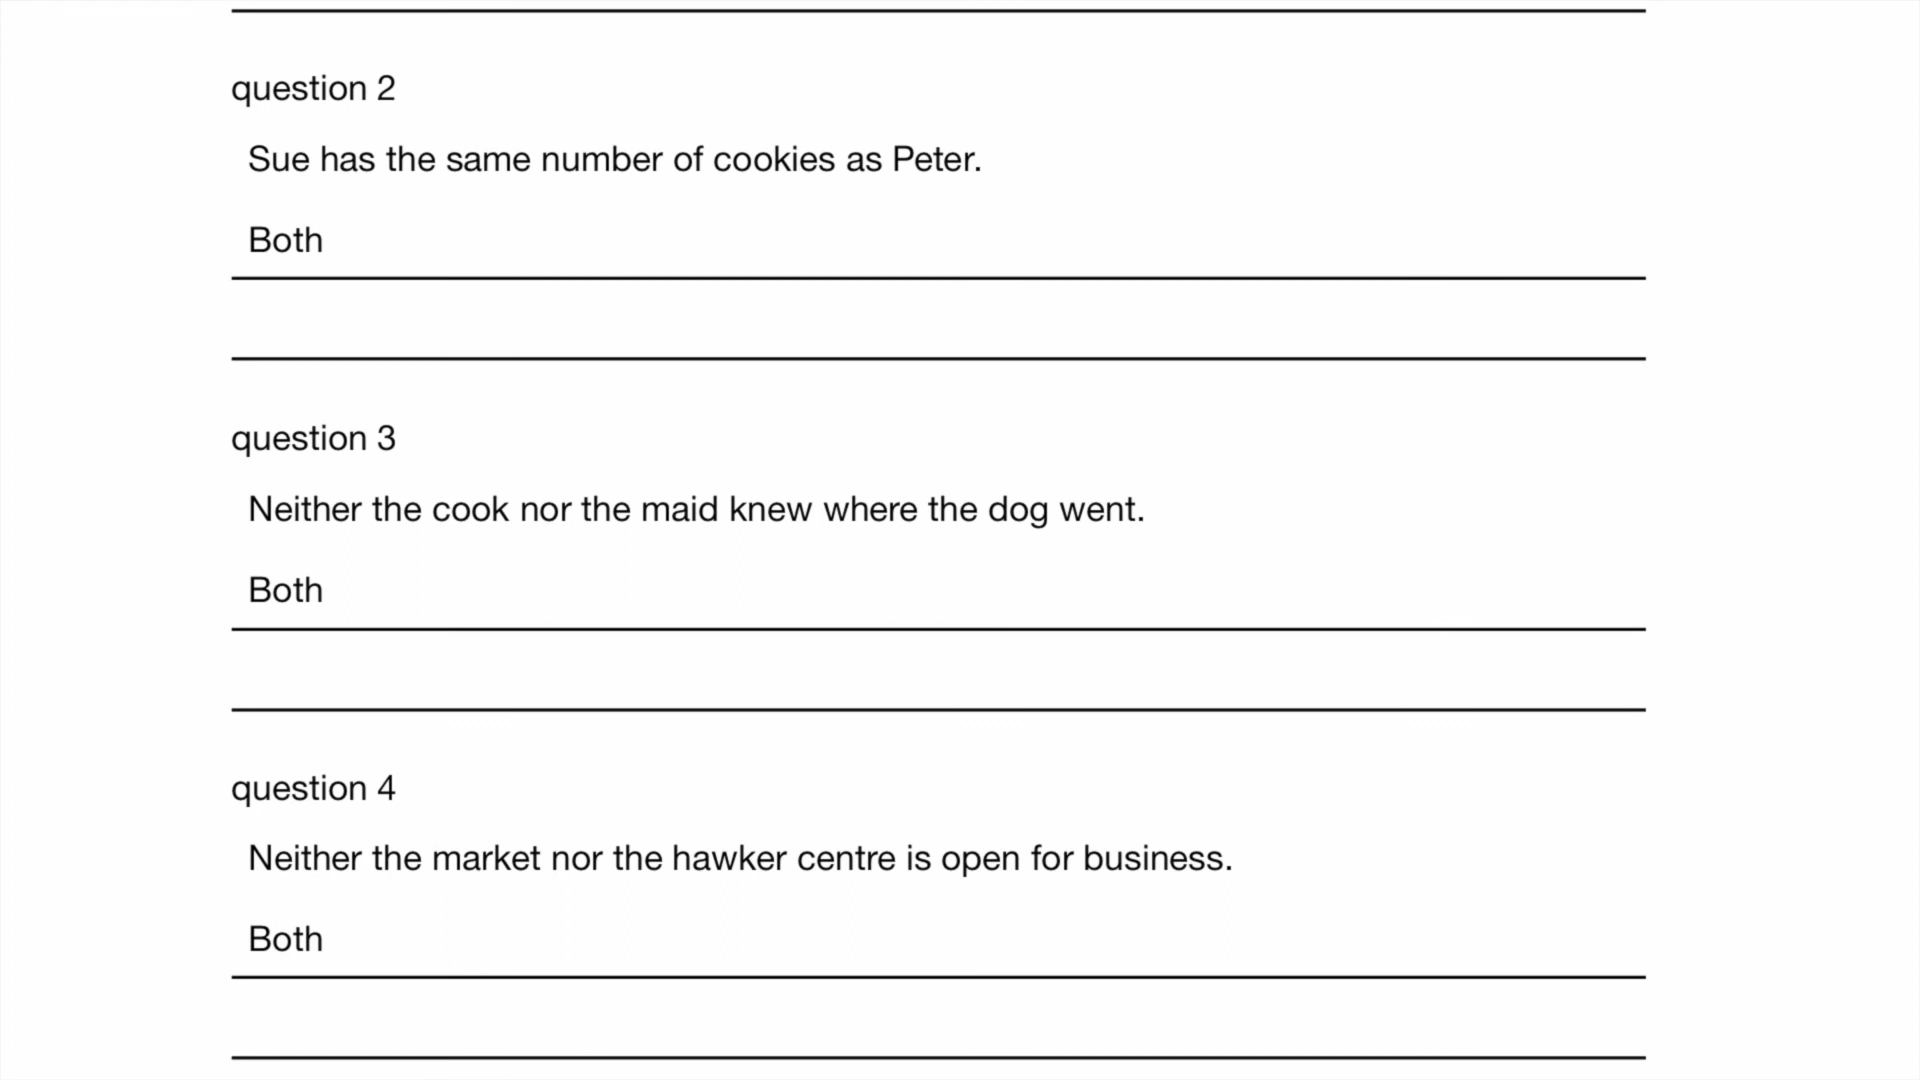 question 2
Sue has the same number of cookies as Peter.
Both
question 3
Neither the cook nor the maid knew where the dog went.
Both
question 4
Neither the market nor the hawker centre is open for business.
Both